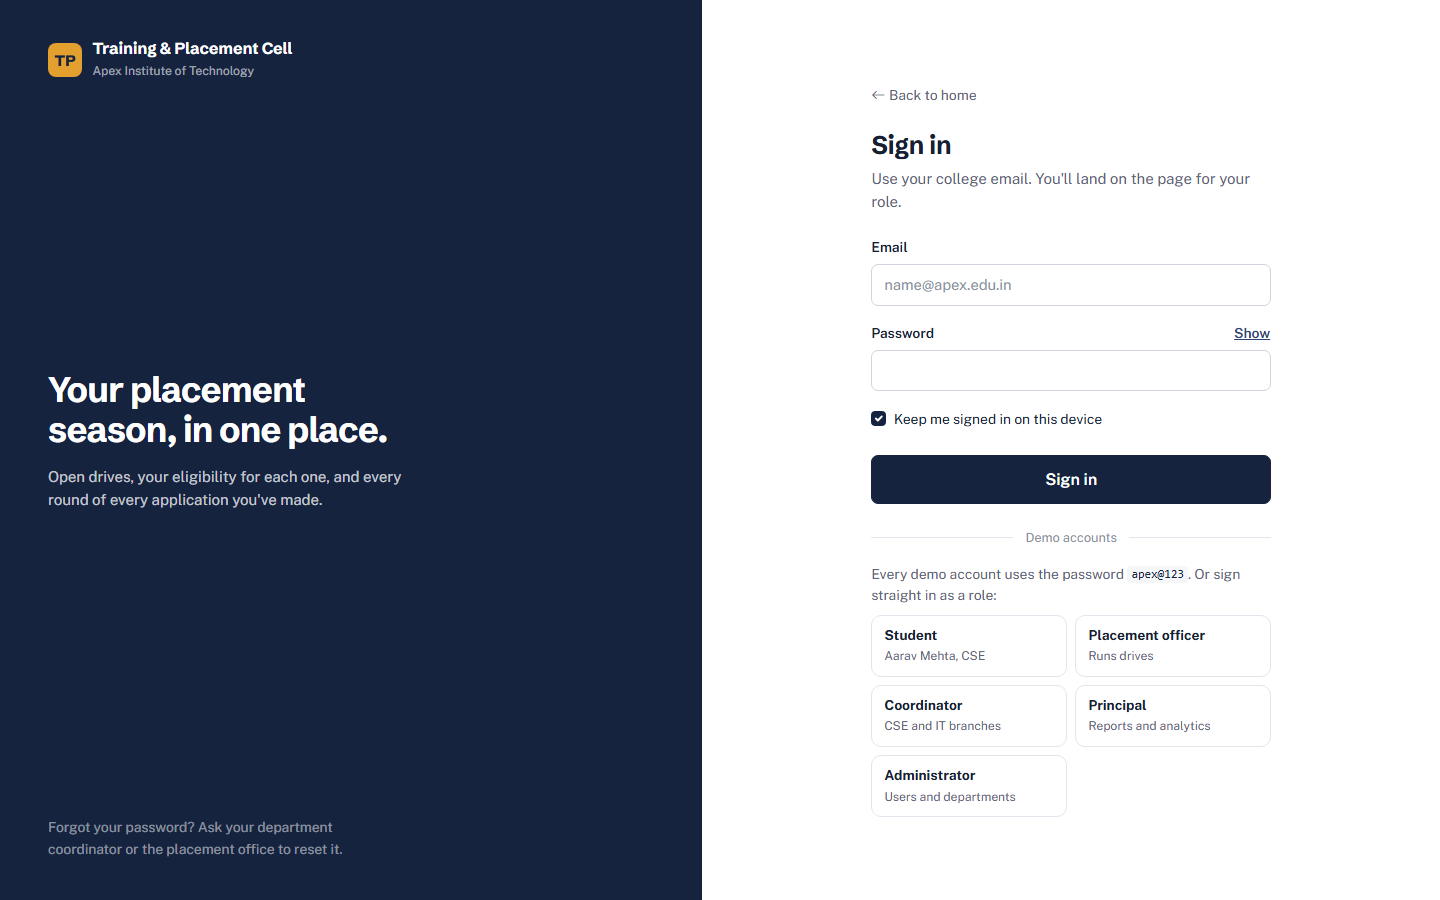 TP
Training & Placement Cell
Apex Institute of Technology
Your placement
season, in one place.
Open drives, your eligibility for each one, and every
round of every application you've made.
Forgot your password? Ask your department
coordinator or the placement office to reset it.
← Back to home
Sign in
Use your college email. You'll land on the page for your
role.
Email
name@apex.edu.in
Password
Show
Keep me signed in on this device
Sign in
Demo accounts
Every demo account uses the password apex@123. Or sign
straight in as a role:
Student
Aarav Mehta, CSE
Placement officer
Runs drives
Coordinator
CSE and IT branches
Principal
Reports and analytics
Administrator
Users and departments